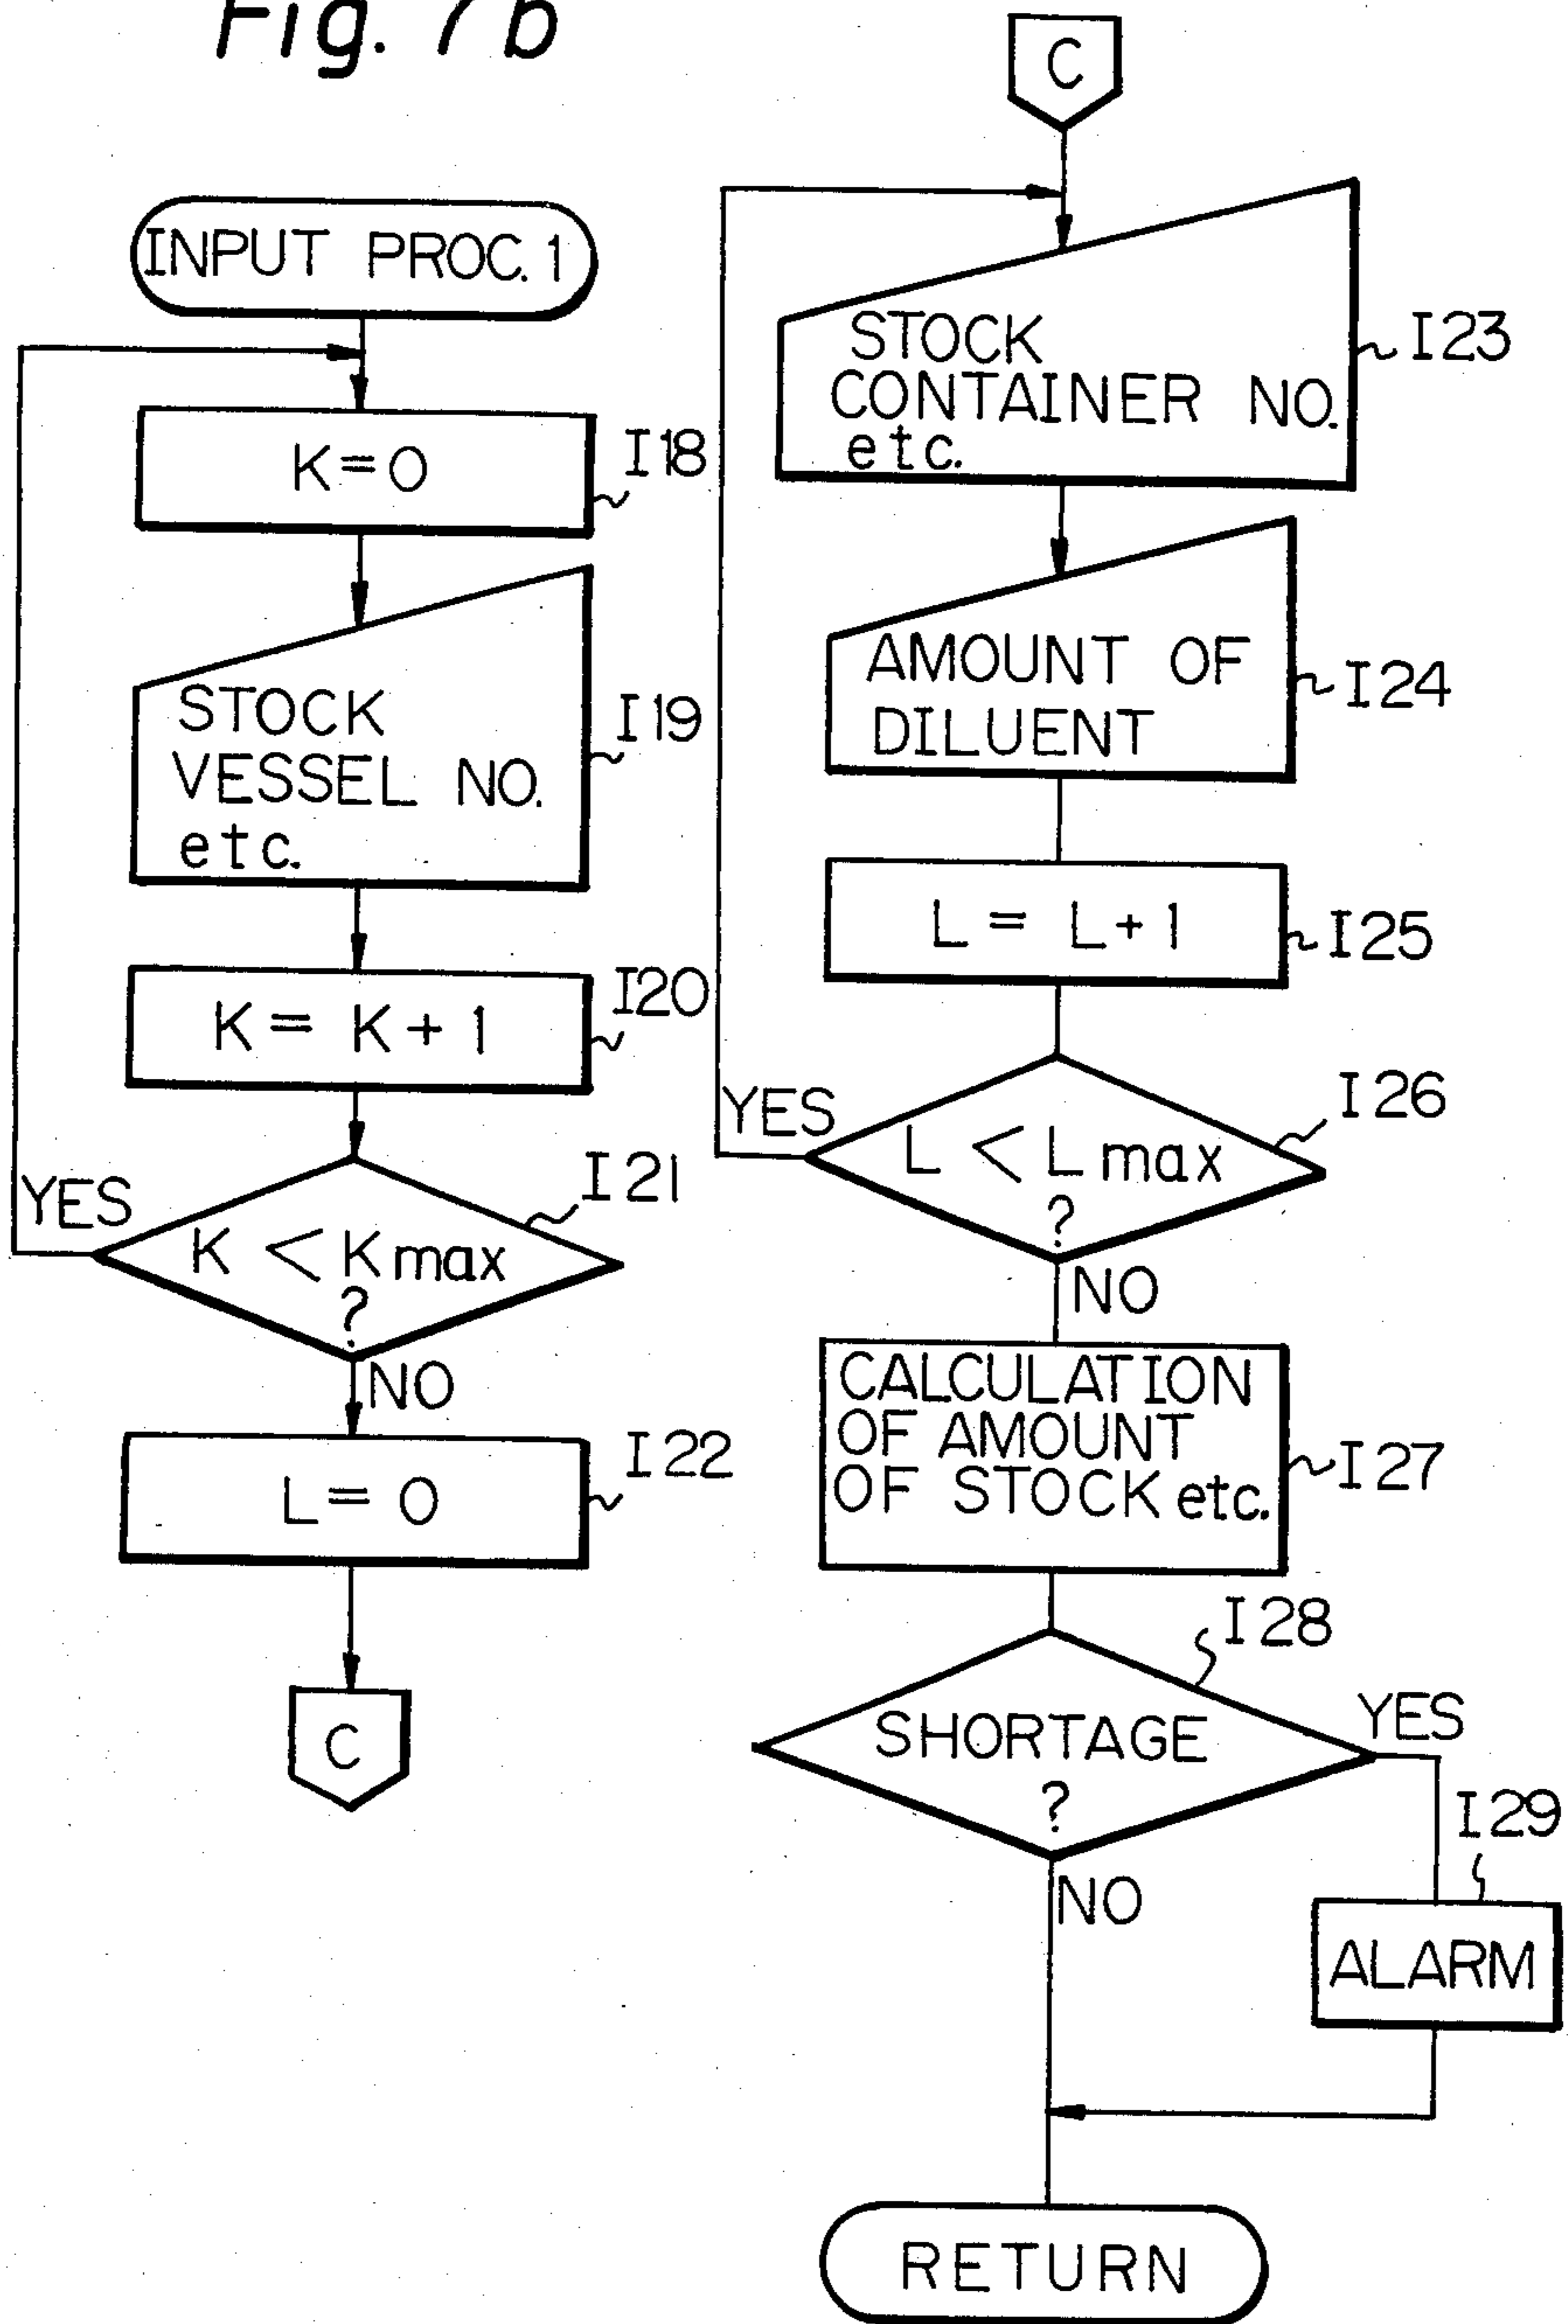 Fig. 7b
INPUT PROC. 1
K=0
I18
STOCK
VESSEL NO.
etc.
I19
K = K + 1
I20
K < Kmax
?
I21
YES
NO
L = 0
I22
C
C
STOCK
CONTAINER NO.
etc.
I23
AMOUNT OF
DILUENT
I24
L = L + 1
I25
L < Lmax
?
I26
YES
NO
CALCULATION
OF AMOUNT
OF STOCK etc.
I27
SHORTAGE
?
I28
YES
NO
I29
ALARM
RETURN